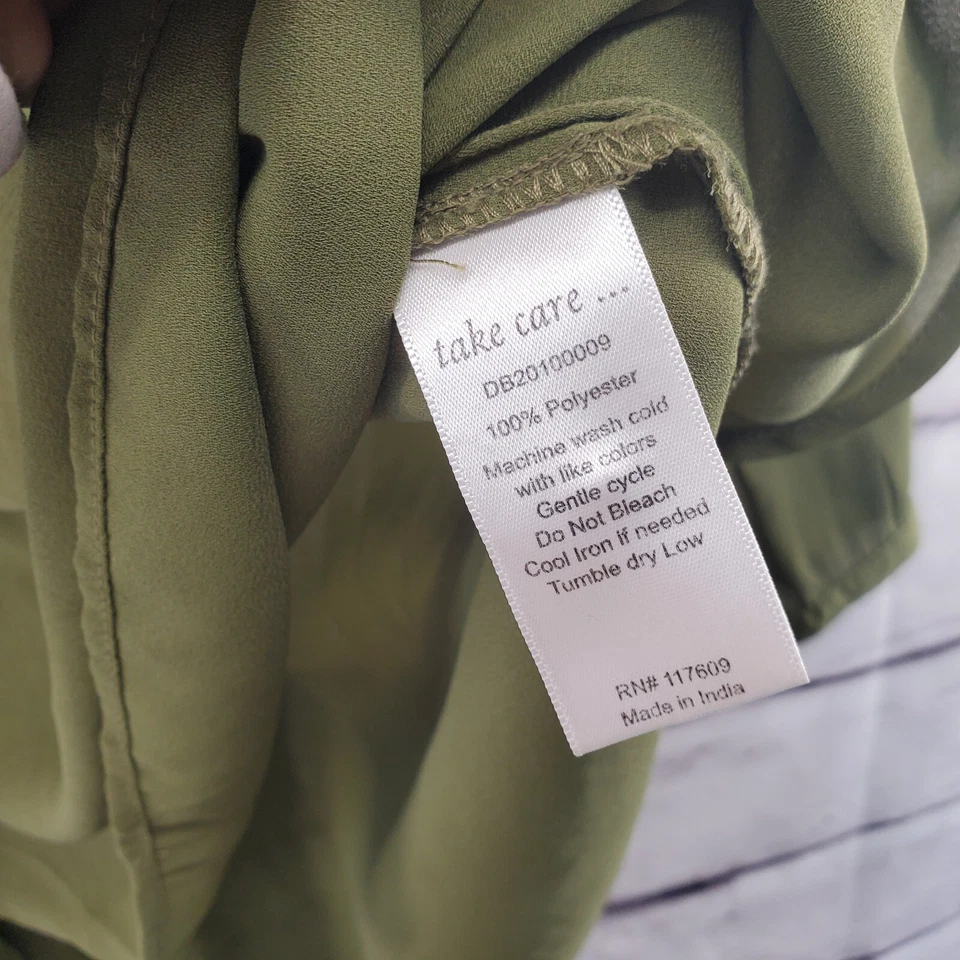 take care ...
DB20100009
100% Polyester
Machine wash cold
with like colors
Gentle cycle
Do Not Bleach
Cool Iron if needed
Tumble dry Low
RN# 117609
Made in India